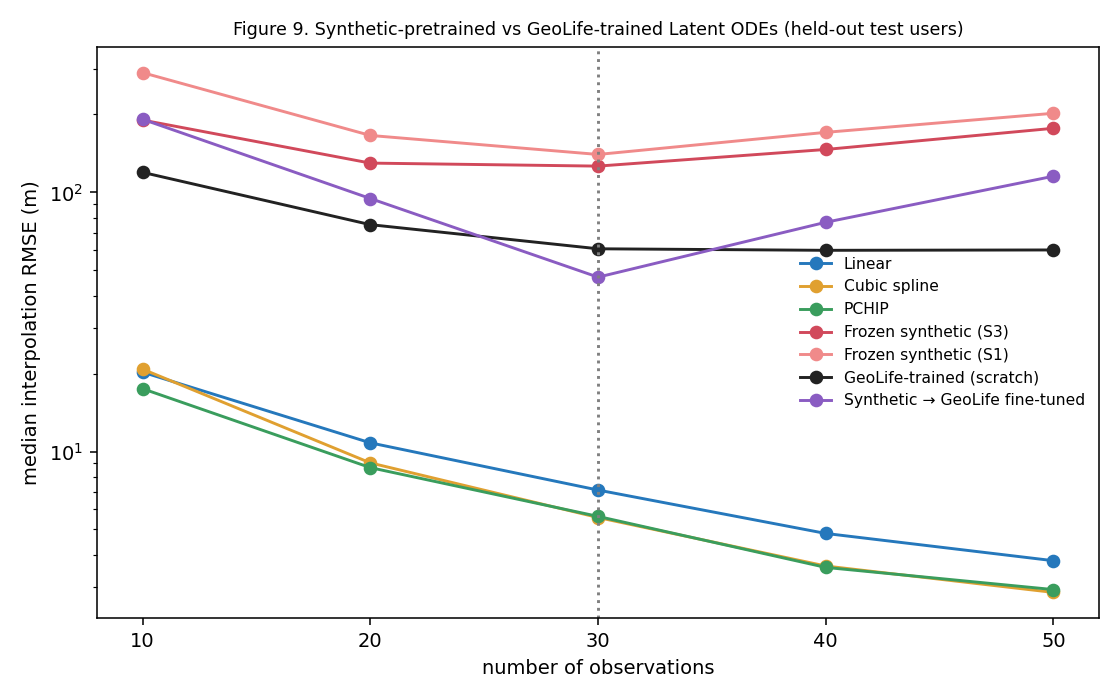 Figure 9. Synthetic-pretrained vs GeoLife-trained Latent ODEs (held-out test users)
median interpolation RMSE (m)
10²
10¹
Linear
Cubic spline
PCHIP
Frozen synthetic (S3)
Frozen synthetic (S1)
GeoLife-trained (scratch)
Synthetic → GeoLife fine-tuned
10 20 30 40 50
number of observations